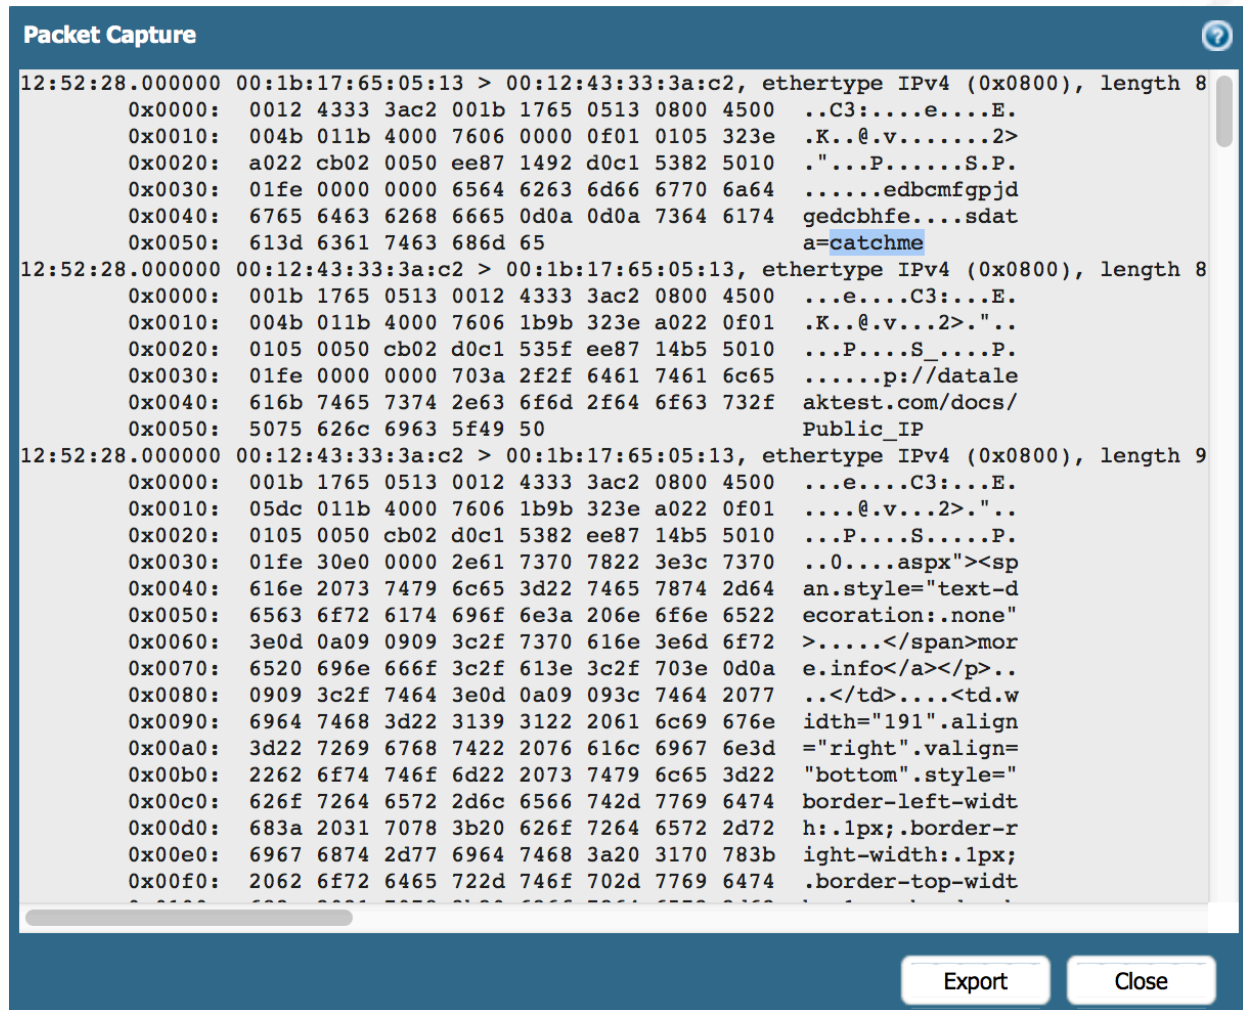 Packet Capture
?
12:52:28.000000 00:1b:17:65:05:13 > 00:12:43:33:3a:c2, ethertype IPv4 (0x0800), length 8
0x0000: 0012 4333 3ac2 001b 1765 0513 0800 4500 ..C3:....e....E.
0x0010: 004b 011b 4000 7606 0000 0f01 0105 323e .K..@.v.......2>
0x0020: a022 cb02 0050 ee87 1492 d0c1 5382 5010 ."...P......S.P.
0x0030: 01fe 0000 0000 6564 6263 6d66 6770 6a64 ......edbcmfgpjd
0x0040: 6765 6463 6268 6665 0d0a 0d0a 7364 6174 gedcbhfe....sdat
0x0050: 613d 6361 7463 686d 65 a=catchme
12:52:28.000000 00:12:43:33:3a:c2 > 00:1b:17:65:05:13, ethertype IPv4 (0x0800), length 8
0x0000: 001b 1765 0513 0012 4333 3ac2 0800 4500 ...e....C3:...E.
0x0010: 004b 011b 4000 7606 1b9b 323e a022 0f01 .K..@.v...2>."..
0x0020: 0105 0050 cb02 d0c1 535f ee87 14b5 5010 ...P....S_....P.
0x0030: 01fe 0000 0000 703a 2f2f 6461 7461 6c65 ......p://datale
0x0040: 616b 7465 7374 2e63 6f6d 2f64 6f63 732f aktest.com/docs/
0x0050: 5075 626c 6963 5f49 50 Public_IP
12:52:28.000000 00:12:43:33:3a:c2 > 00:1b:17:65:05:13, ethertype IPv4 (0x0800), length 9
0x0000: 001b 1765 0513 0012 4333 3ac2 0800 4500 ...e....C3:...E.
0x0010: 05dc 011b 4000 7606 1b9b 323e a022 0f01 ....@.v...2>."..
0x0020: 0105 0050 cb02 d0c1 5382 ee87 14b5 5010 ...P....S.....P.
0x0030: 01fe 30e0 0000 2e61 7370 7822 3e3c 7370 ..0....aspx"><sp
0x0040: 616e 2073 7479 6c65 3d22 7465 7874 2d64 an.style="text-d
0x0050: 6563 6f72 6174 696f 6e3a 206e 6f6e 6522 ecoration:.none"
0x0060: 3e0d 0a09 0909 3c2f 7370 616e 3e6d 6f72 >.....</span>mor
0x0070: 6520 696e 666f 3c2f 613e 3c2f 703e 0d0a e.info</a></p>..
0x0080: 0909 3c2f 7464 3e0d 0a09 093c 7464 2077 ..</td>....<td.w
0x0090: 6964 7468 3d22 3139 3122 2061 6c69 676e idth="191".align
0x00a0: 3d22 7269 6768 7422 2076 616c 6967 6e3d ="right".valign=
0x00b0: 2262 6f74 746f 6d22 2073 7479 6c65 3d22 "bottom".style="
0x00c0: 626f 7264 6572 2d6c 6566 742d 7769 6474 border-left-widt
0x00d0: 683a 2031 7078 3b20 626f 7264 6572 2d72 h:.1px;.border-r
0x00e0: 6967 6874 2d77 6964 7468 3a20 3170 783b ight-width:.1px;
0x00f0: 2062 6f72 6465 722d 746f 702d 7769 6474 .border-top-widt
Export
Close